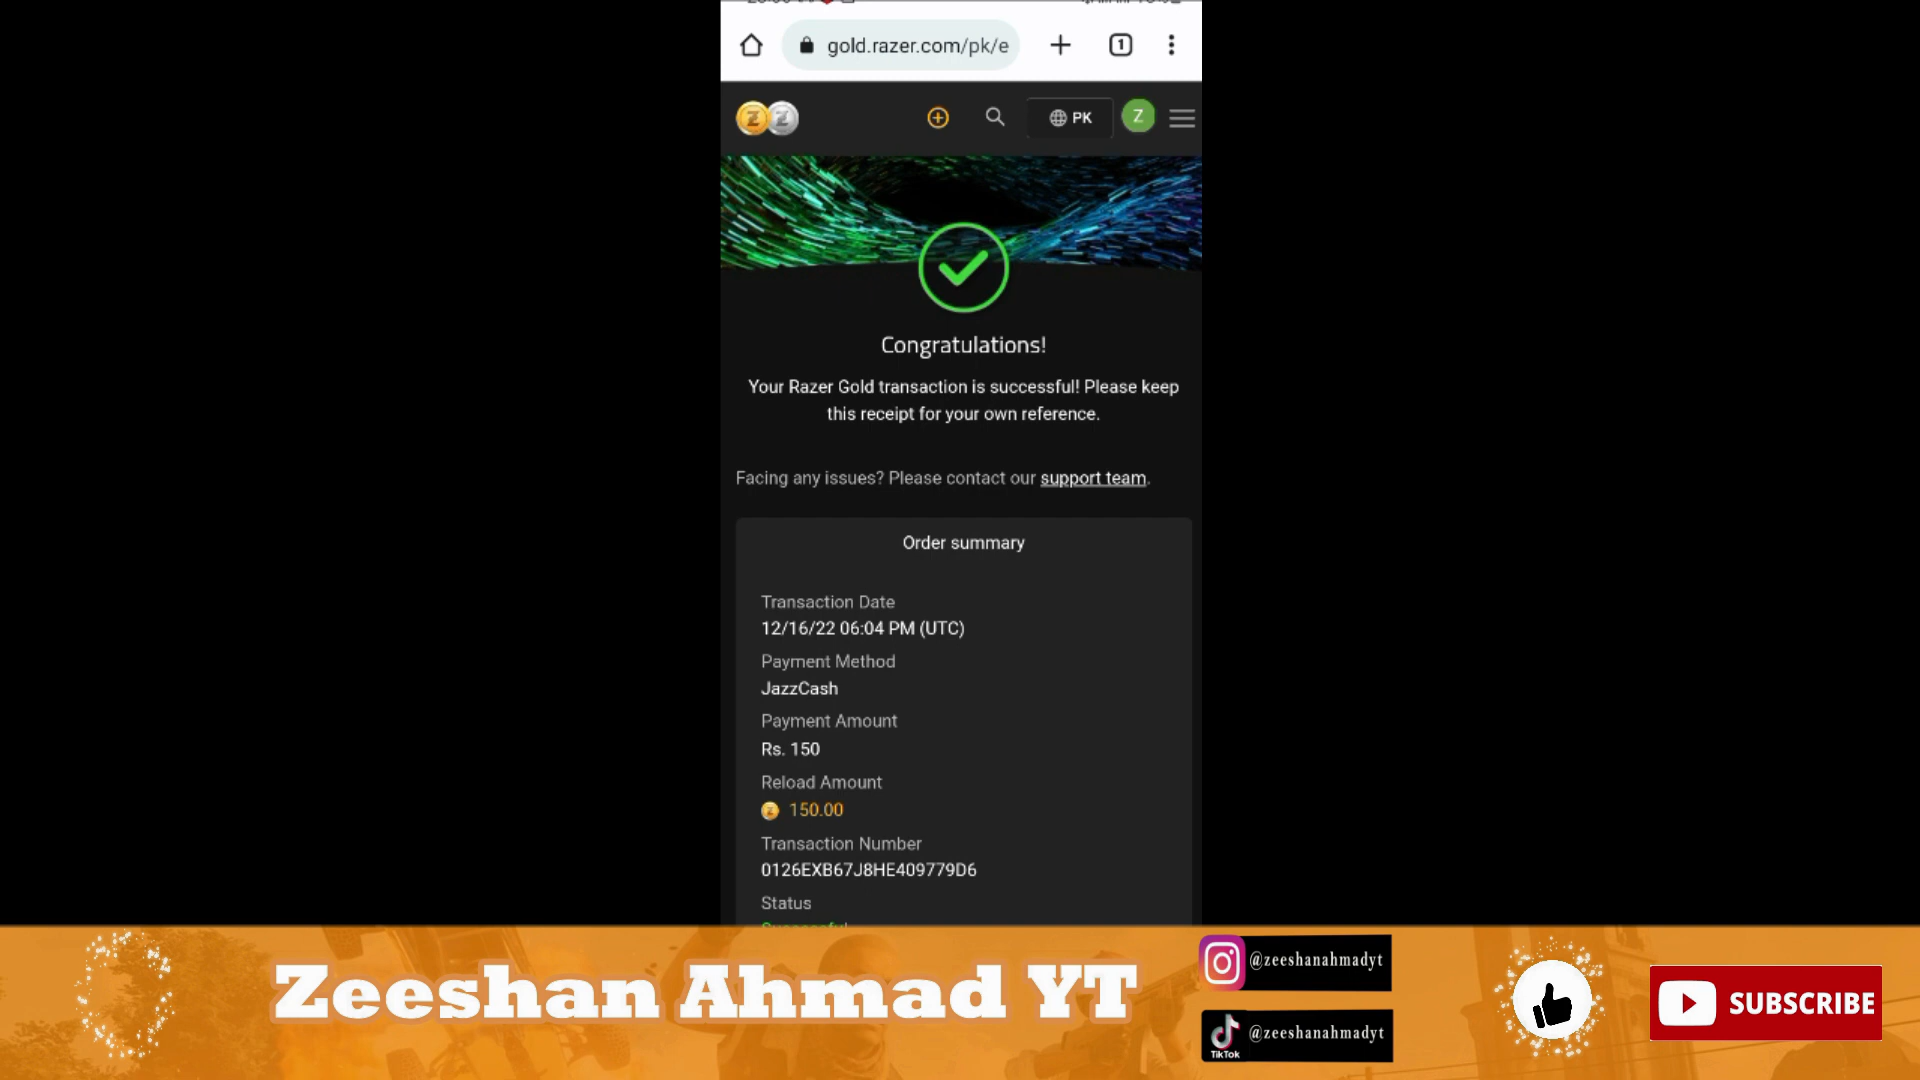 gold.razer.com/pk/e
1
PK
Z
Congratulations!
Your Razer Gold transaction is successful! Please keep
this receipt for your own reference.
Facing any issues? Please contact our support team.
Order summary
Transaction Date
12/16/22 06:04 PM (UTC)
Payment Method
JazzCash
Payment Amount
Rs. 150
Reload Amount
150.00
Transaction Number
0126EXB67J8HE409779D6
Status
Zeeshan Ahmad YT
@zeeshanahmadyt
TikTok
@zeeshanahmadyt
SUBSCRIBE